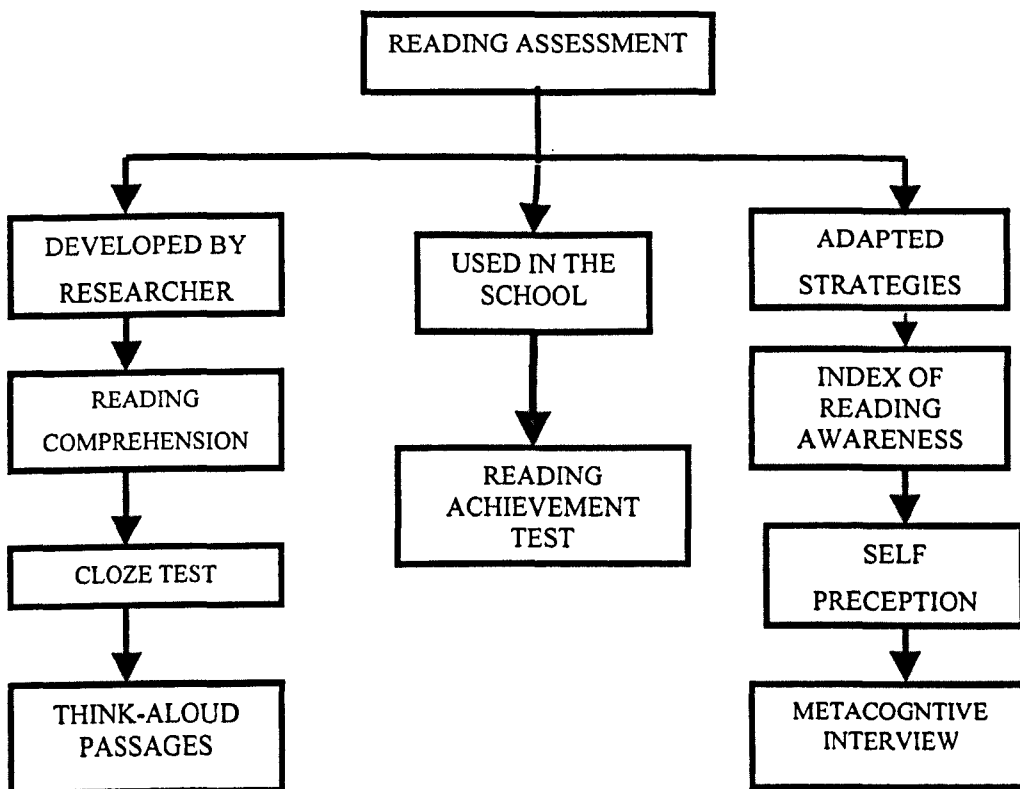 READING ASSESSMENT
DEVELOPED BY
RESEARCHER
READING
COMPREHENSION
CLOZE TEST
THINK-ALOUD
PASSAGES
USED IN THE
SCHOOL
READING
ACHIEVEMENT
TEST
ADAPTED
STRATEGIES
INDEX OF
READING
AWARENESS
SELF
PRECEPTION
METACOGNTIVE
INTERVIEW